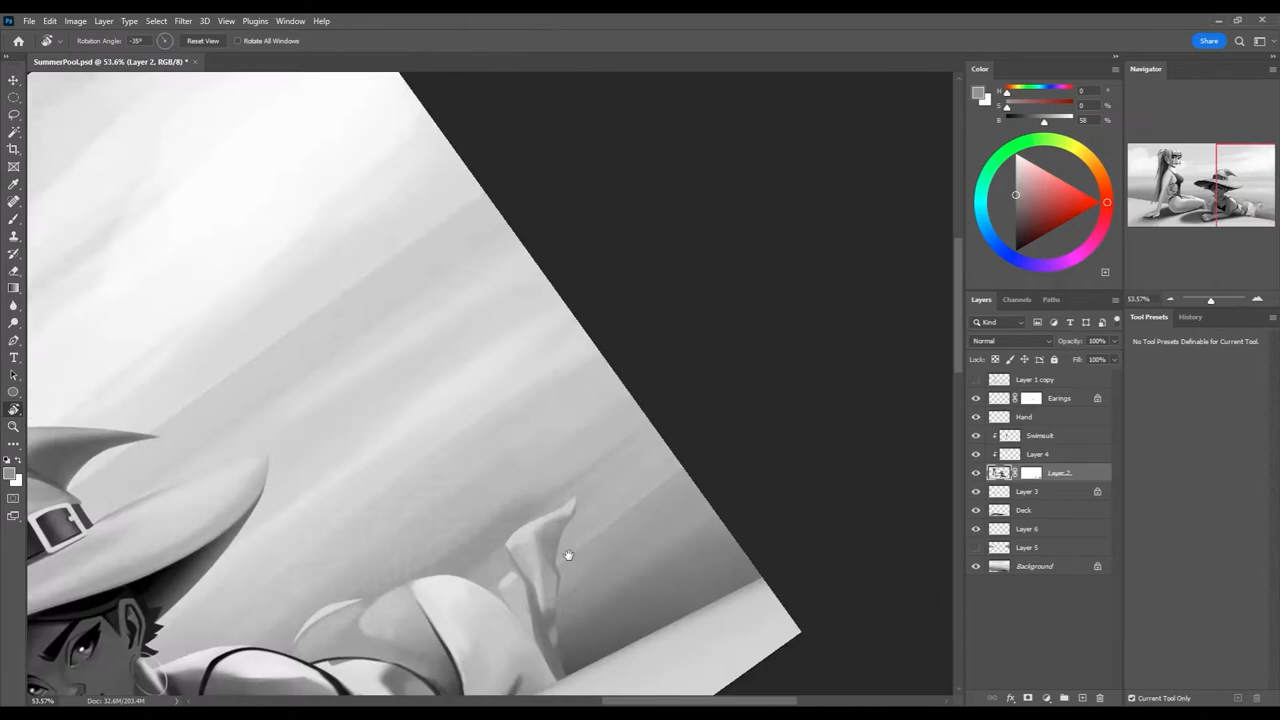 Ps File Edit Image Layer Type Select Filter 3D View Plugins Window Help
Rotation Angle: -35° Reset View Rotate All Windows Share
SummerPool.psd @ 53.6% (Layer 2, RGB/8) * ×
Color Navigator
H 0 °
S 0 %
B 58 %
53.57%
Layers Channels Paths
Tool Presets History
Kind
Normal Opacity: 100%
No Tool Presets Definable for Current Tool.
Lock: Fill: 100%
Layer 1 copy
Earings
Hand
Swimsuit
Layer 4
Layer 2
Layer 3
Deck
Layer 6
Layer 5
Background
53.57% Doc: 32.6M/203.4M
fx
Current Tool Only